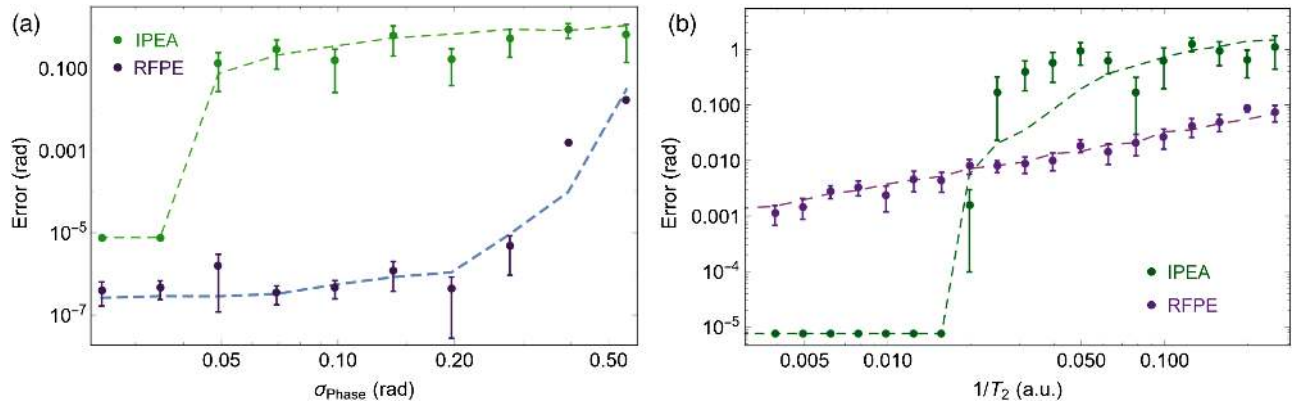 (a)
IPEA
RFPE
0.100
0.001
10⁻⁵
10⁻⁷
Error (rad)
0.05 0.10 0.20 0.50
σPhase (rad)
(b)
1
0.100
0.010
0.001
10⁻⁴
10⁻⁵
Error (rad)
IPEA
RFPE
0.005 0.010 0.050 0.100
1/T₂ (a.u.)